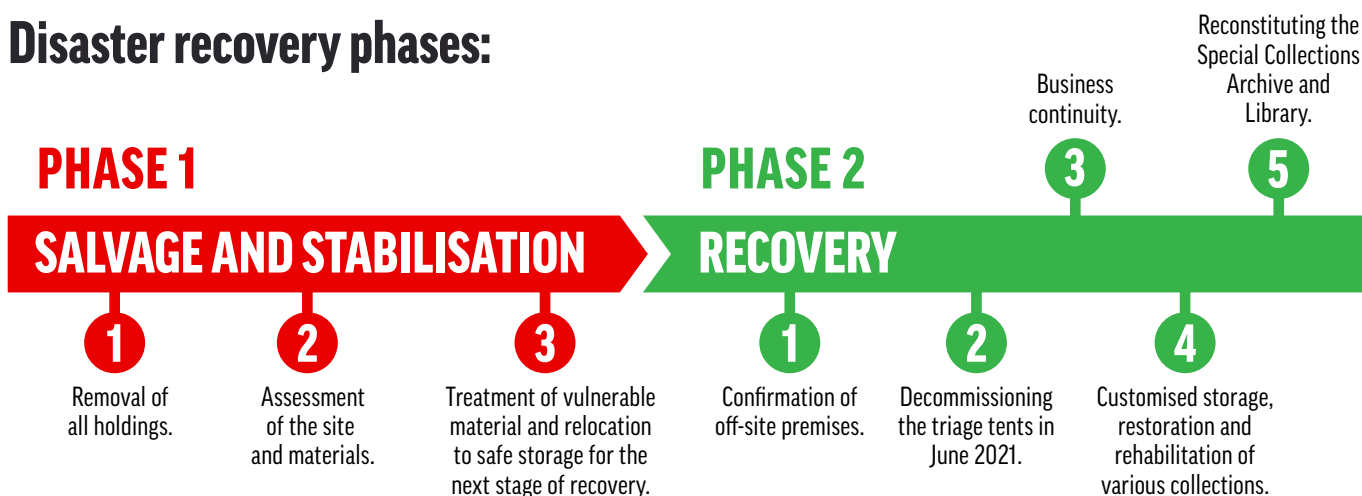 Disaster recovery phases:
PHASE 1
SALVAGE AND STABILISATION
1
Removal of
all holdings.
2
Assessment
of the site
and materials.
3
Treatment of vulnerable
material and relocation
to safe storage for the
next stage of recovery.
PHASE 2
RECOVERY
1
Confirmation of
off-site premises.
2
Decommissioning
the triage tents in
June 2021.
Business
continuity.
3
4
Customised storage,
restoration and
rehabilitation of
various collections.
Reconstituting the
Special Collections
Archive and
Library.
5